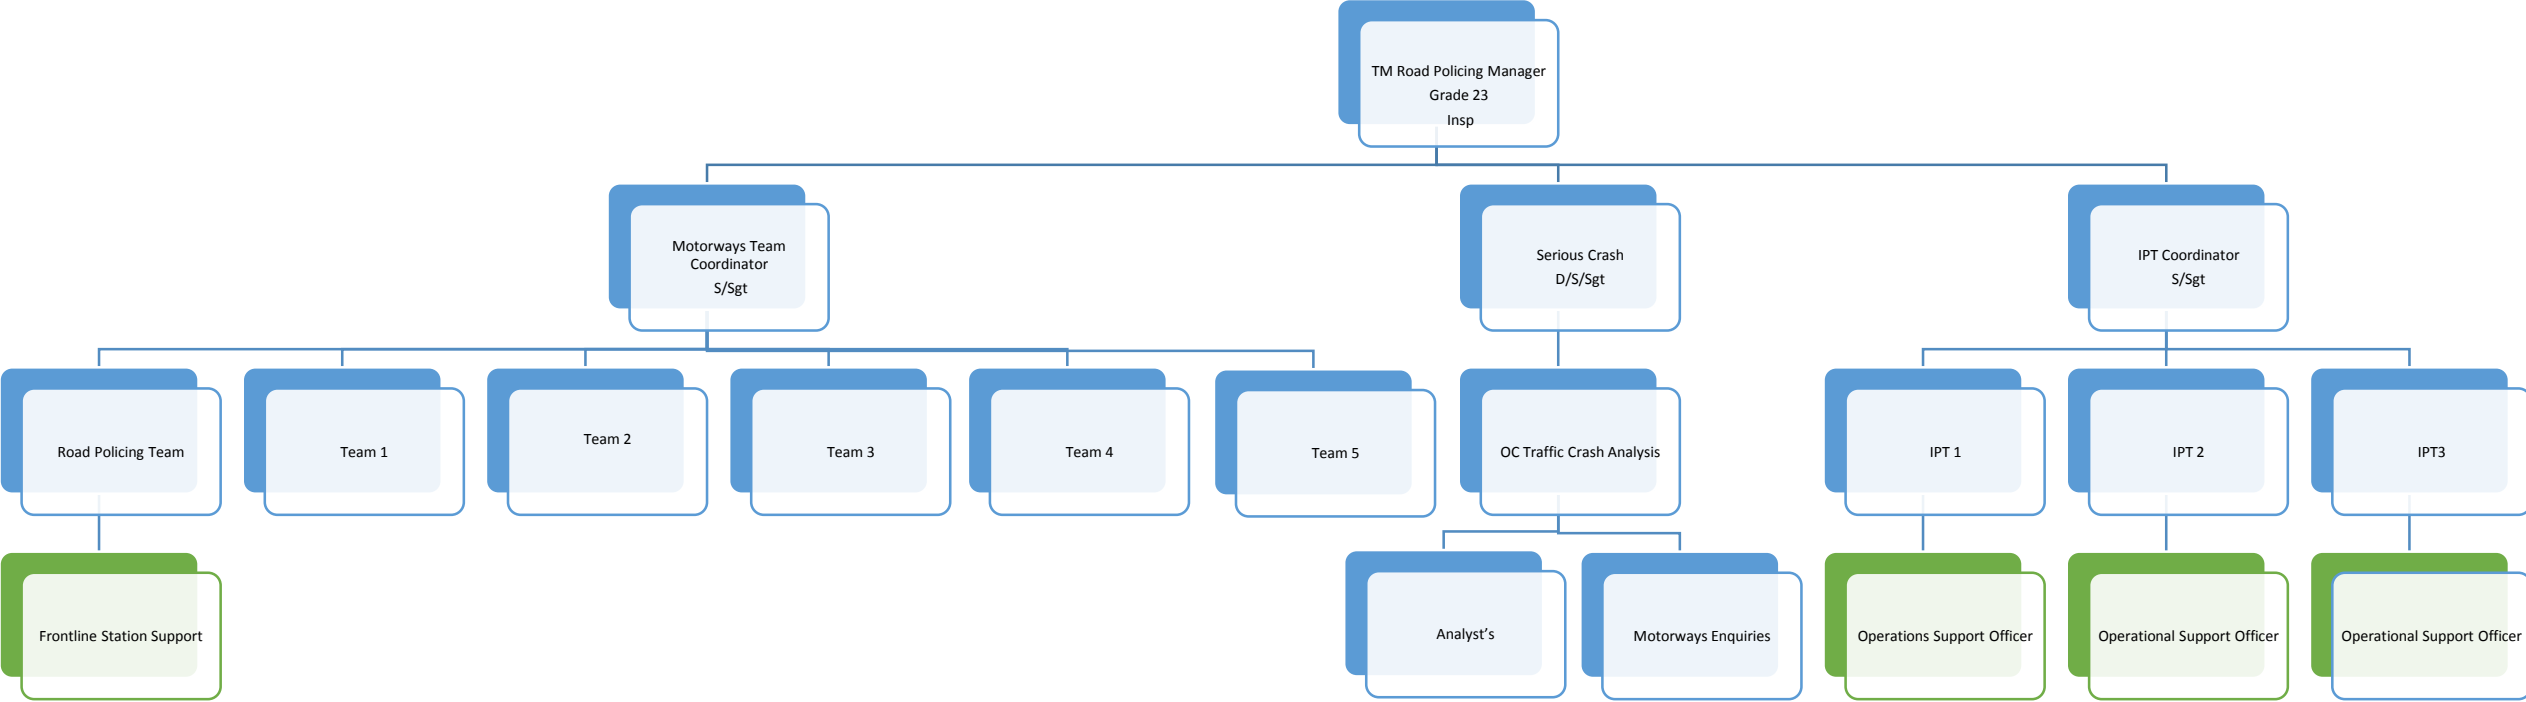 TM Road Policing Manager
Grade 23
Insp
Motorways Team
Coordinator
S/Sgt
Serious Crash
D/S/Sgt
IPT Coordinator
S/Sgt
Road Policing Team
Team 1
Team 2
Team 3
Team 4
Team 5
OC Traffic Crash Analysis
IPT 1
IPT 2
IPT3
Frontline Station Support
Analyst’s
Motorways Enquiries
Operations Support Officer
Operational Support Officer
Operational Support Officer